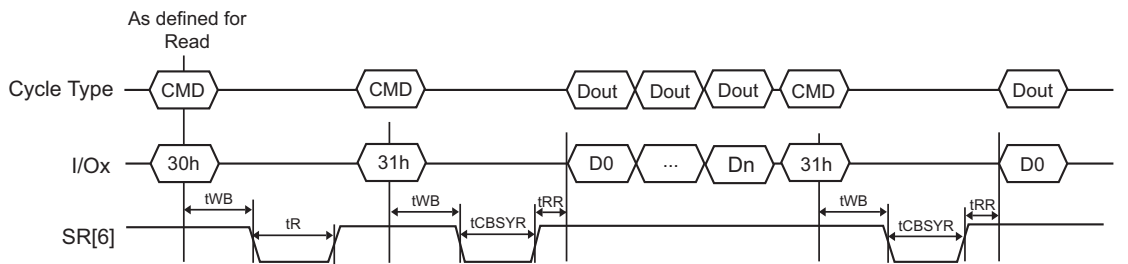 As defined for
Read
Cycle Type CMD CMD Dout Dout Dout CMD Dout
I/Ox 30h 31h D0 ... Dn 31h D0
tWB tR tWB tCBSYR tRR tWB tCBSYR tRR
SR[6]